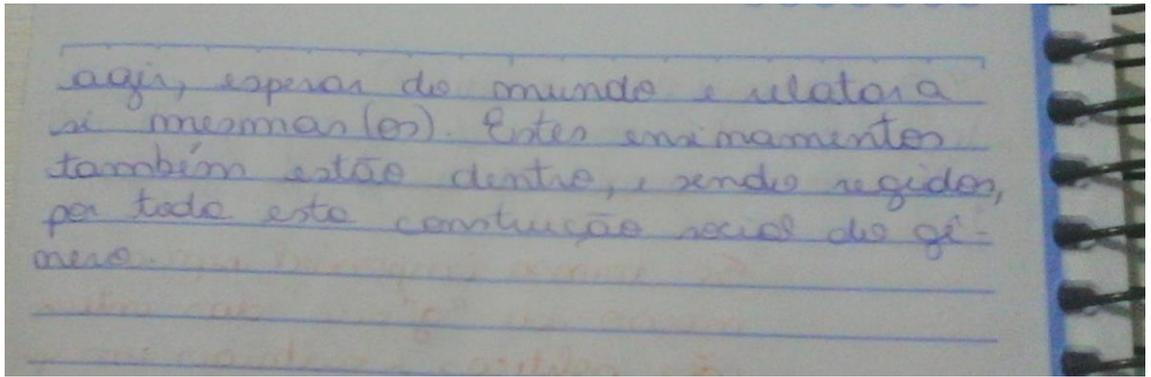 agir, esperar do mundo e relatar a
si mesmas(os). Estes ensinamentos
também estão dentro, e sendo regidos,
por toda esta construção social do gê-
nero.